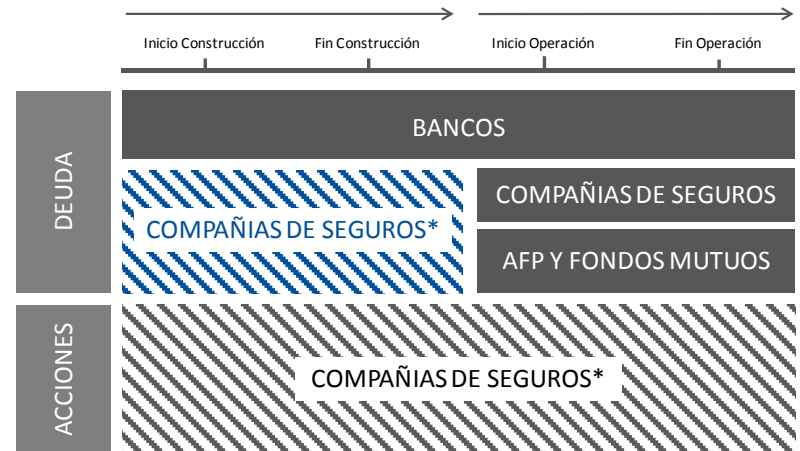 Inicio Construcción
Fin Construcción
Inicio Operación
Fin Operación
DEUDA
BANCOS
COMPAÑIAS DE SEGUROS*
COMPAÑIAS DE SEGUROS
AFP Y FONDOS MUTUOS
ACCIONES
COMPAÑIAS DE SEGUROS*